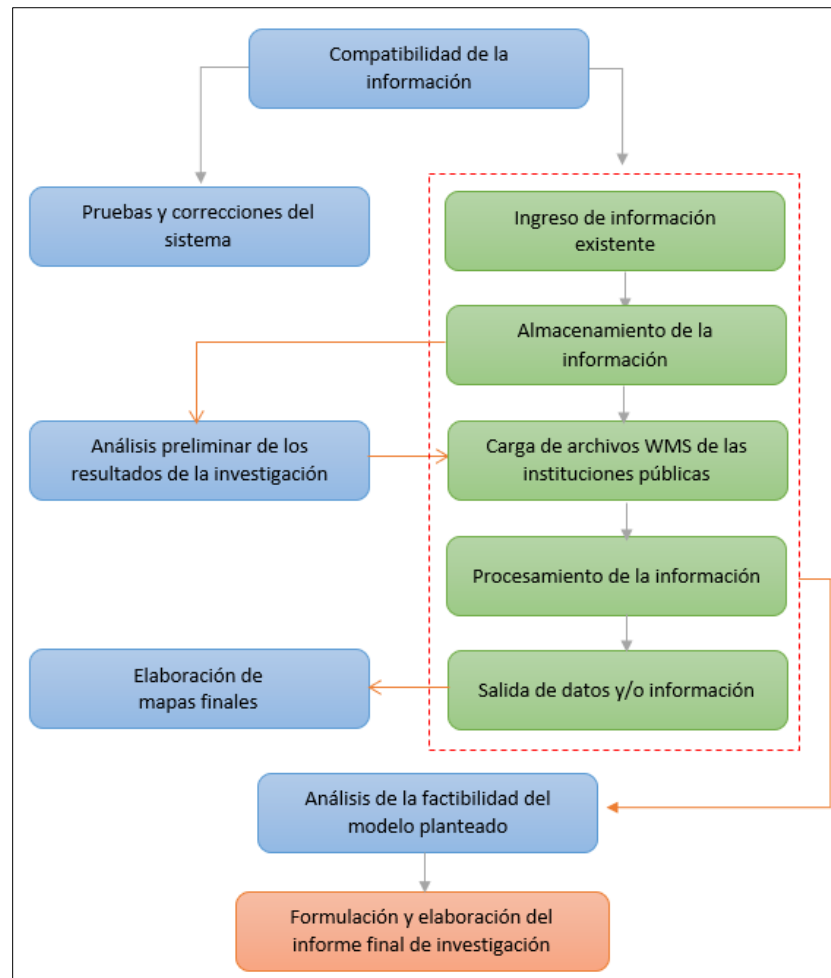 Compatibilidad de la
información
Pruebas y correcciones del
sistema
Ingreso de información
existente
Almacenamiento de la
información
Análisis preliminar de los
resultados de la investigación
Carga de archivos WMS de las
instituciones públicas
Procesamiento de la información
Elaboración de
mapas finales
Salida de datos y/o información
Análisis de la factibilidad del
modelo planteado
Formulación y elaboración del
informe final de investigación